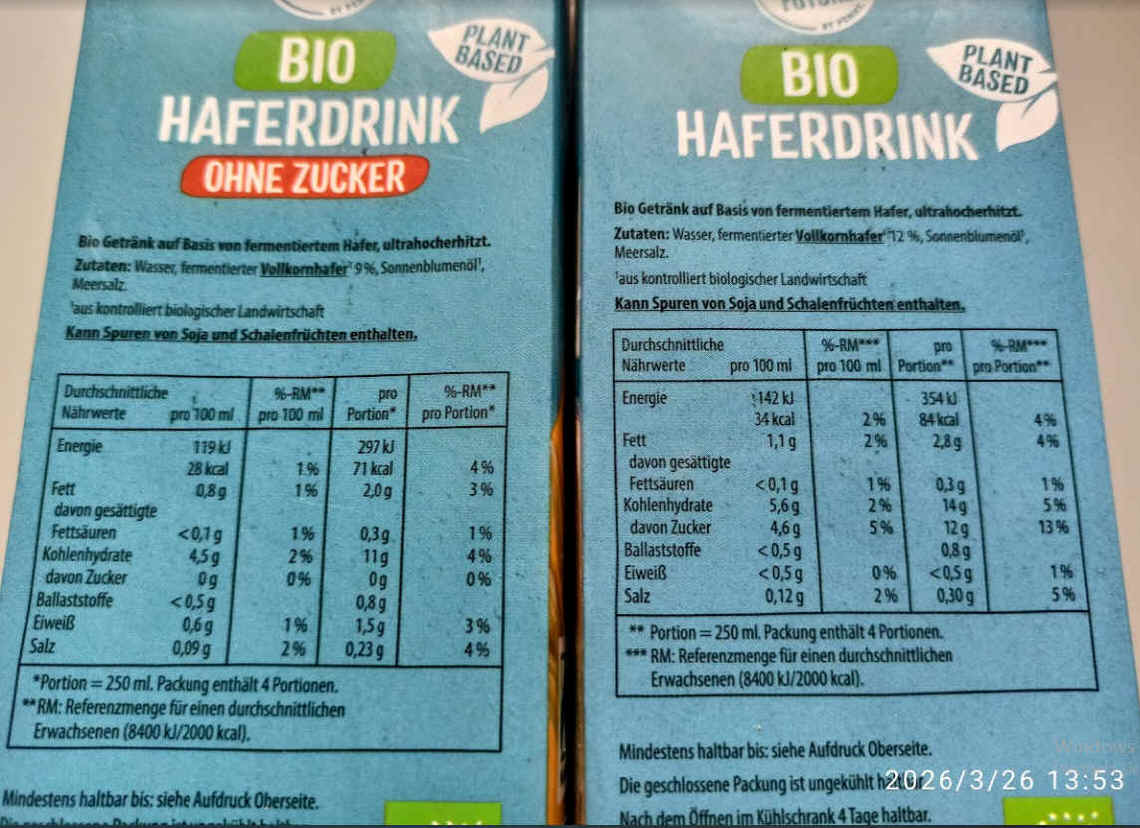 BY PENNY.
BIO
PLANT
BASED
HAFERDRINK
OHNE ZUCKER
Bio Getränk auf Basis von fermentiertem Hafer, ultrahocherhitzt.
Zutaten: Wasser, fermentierter Vollkornhafer¹ 9 %, Sonnenblumenöl¹,
Meersalz.
¹aus kontrolliert biologischer Landwirtschaft
Kann Spuren von Soja und Schalenfrüchten enthalten.
Durchschnittliche %-RM** pro %-RM**
Nährwerte pro 100 ml pro 100 ml Portion* pro Portion*
Energie 119 kJ 297 kJ
28 kcal 1 % 71 kcal 4 %
Fett 0,8 g 1 % 2,0 g 3 %
davon gesättigte
Fettsäuren < 0,1 g 1 % 0,3 g 1 %
Kohlenhydrate 4,5 g 2 % 11 g 4 %
davon Zucker 0 g 0 % 0 g 0 %
Ballaststoffe < 0,5 g 0,8 g
Eiweiß 0,6 g 1 % 1,5 g 3 %
Salz 0,09 g 2 % 0,23 g 4 %
*Portion = 250 ml. Packung enthält 4 Portionen.
**RM: Referenzmenge für einen durchschnittlichen
Erwachsenen (8400 kJ/2000 kcal).
Mindestens haltbar bis: siehe Aufdruck Oberseite.
BY PENNY.
BIO
PLANT
BASED
HAFERDRINK
Bio Getränk auf Basis von fermentiertem Hafer, ultrahocherhitzt.
Zutaten: Wasser, fermentierter Vollkornhafer¹ 12 %, Sonnenblumenöl¹,
Meersalz.
¹aus kontrolliert biologischer Landwirtschaft
Kann Spuren von Soja und Schalenfrüchten enthalten.
Durchschnittliche %-RM*** pro %-RM***
Nährwerte pro 100 ml pro 100 ml Portion** pro Portion**
Energie 142 kJ 354 kJ
34 kcal 2 % 84 kcal 4 %
Fett 1,1 g 2 % 2,8 g 4 %
davon gesättigte
Fettsäuren < 0,1 g 1 % 0,3 g 1 %
Kohlenhydrate 5,6 g 2 % 14 g 5 %
davon Zucker 4,6 g 5 % 12 g 13 %
Ballaststoffe < 0,5 g 0,8 g
Eiweiß < 0,5 g 0 % <0,5 g 1 %
Salz 0,12 g 2 % 0,30 g 5 %
** Portion = 250 ml. Packung enthält 4 Portionen.
*** RM: Referenzmenge für einen durchschnittlichen
Erwachsenen (8400 kJ/2000 kcal).
Mindestens haltbar bis: siehe Aufdruck Oberseite.
Die geschlossene Packung ist ungekühlt
Nach dem Öffnen im Kühlschrank 4 Tage haltbar.
Windows
2026/3/26 13:53